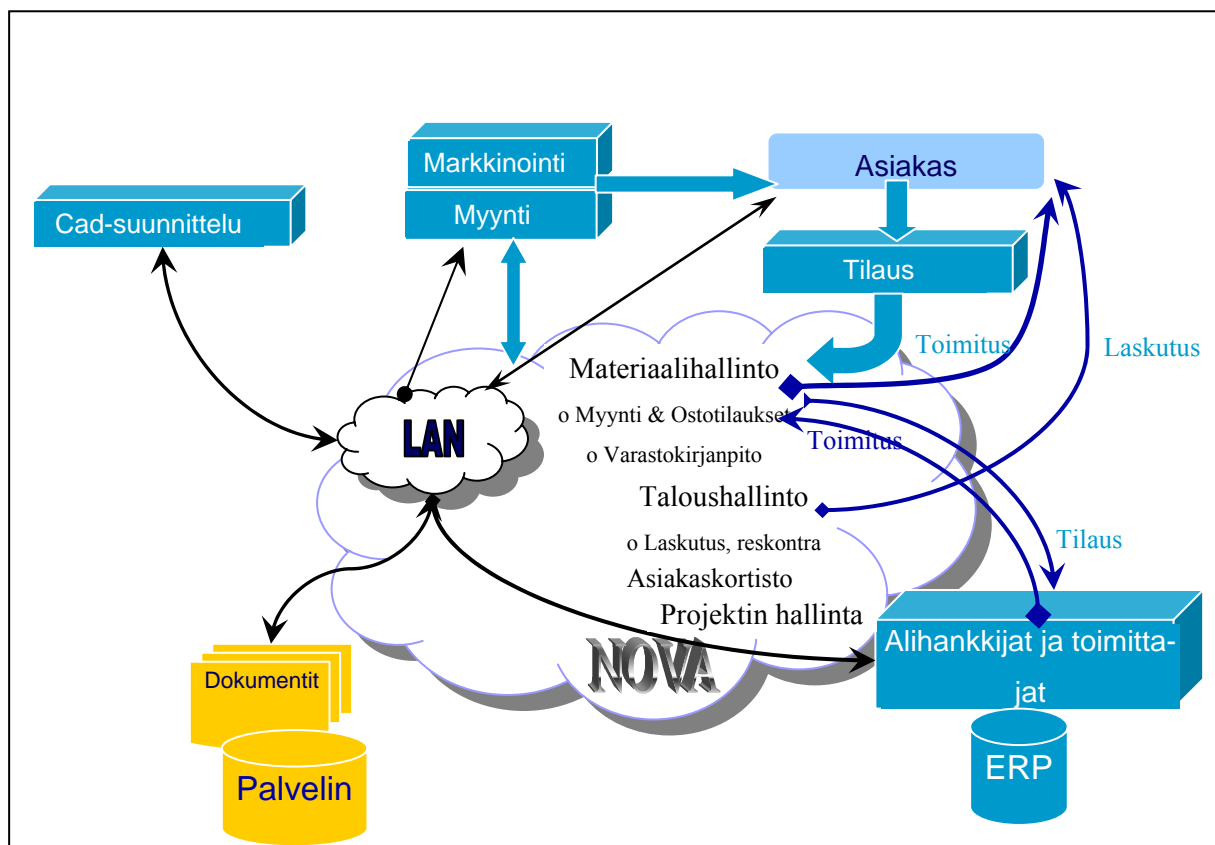 Markkinointi
Myynti
Asiakas
Cad-suunnittelu
Tilaus
Toimitus
Laskutus
Materiaalihallinto
o Myynti & Ostotilaukset
Toimitus
o Varastokirjanpito
LAN
Taloushallinto
o Laskutus, reskontra
Tilaus
Asiakaskortisto
Projektin hallinta
NOVA
Alihankkijat ja toimitta-
jat
Dokumentit
Palvelin
ERP